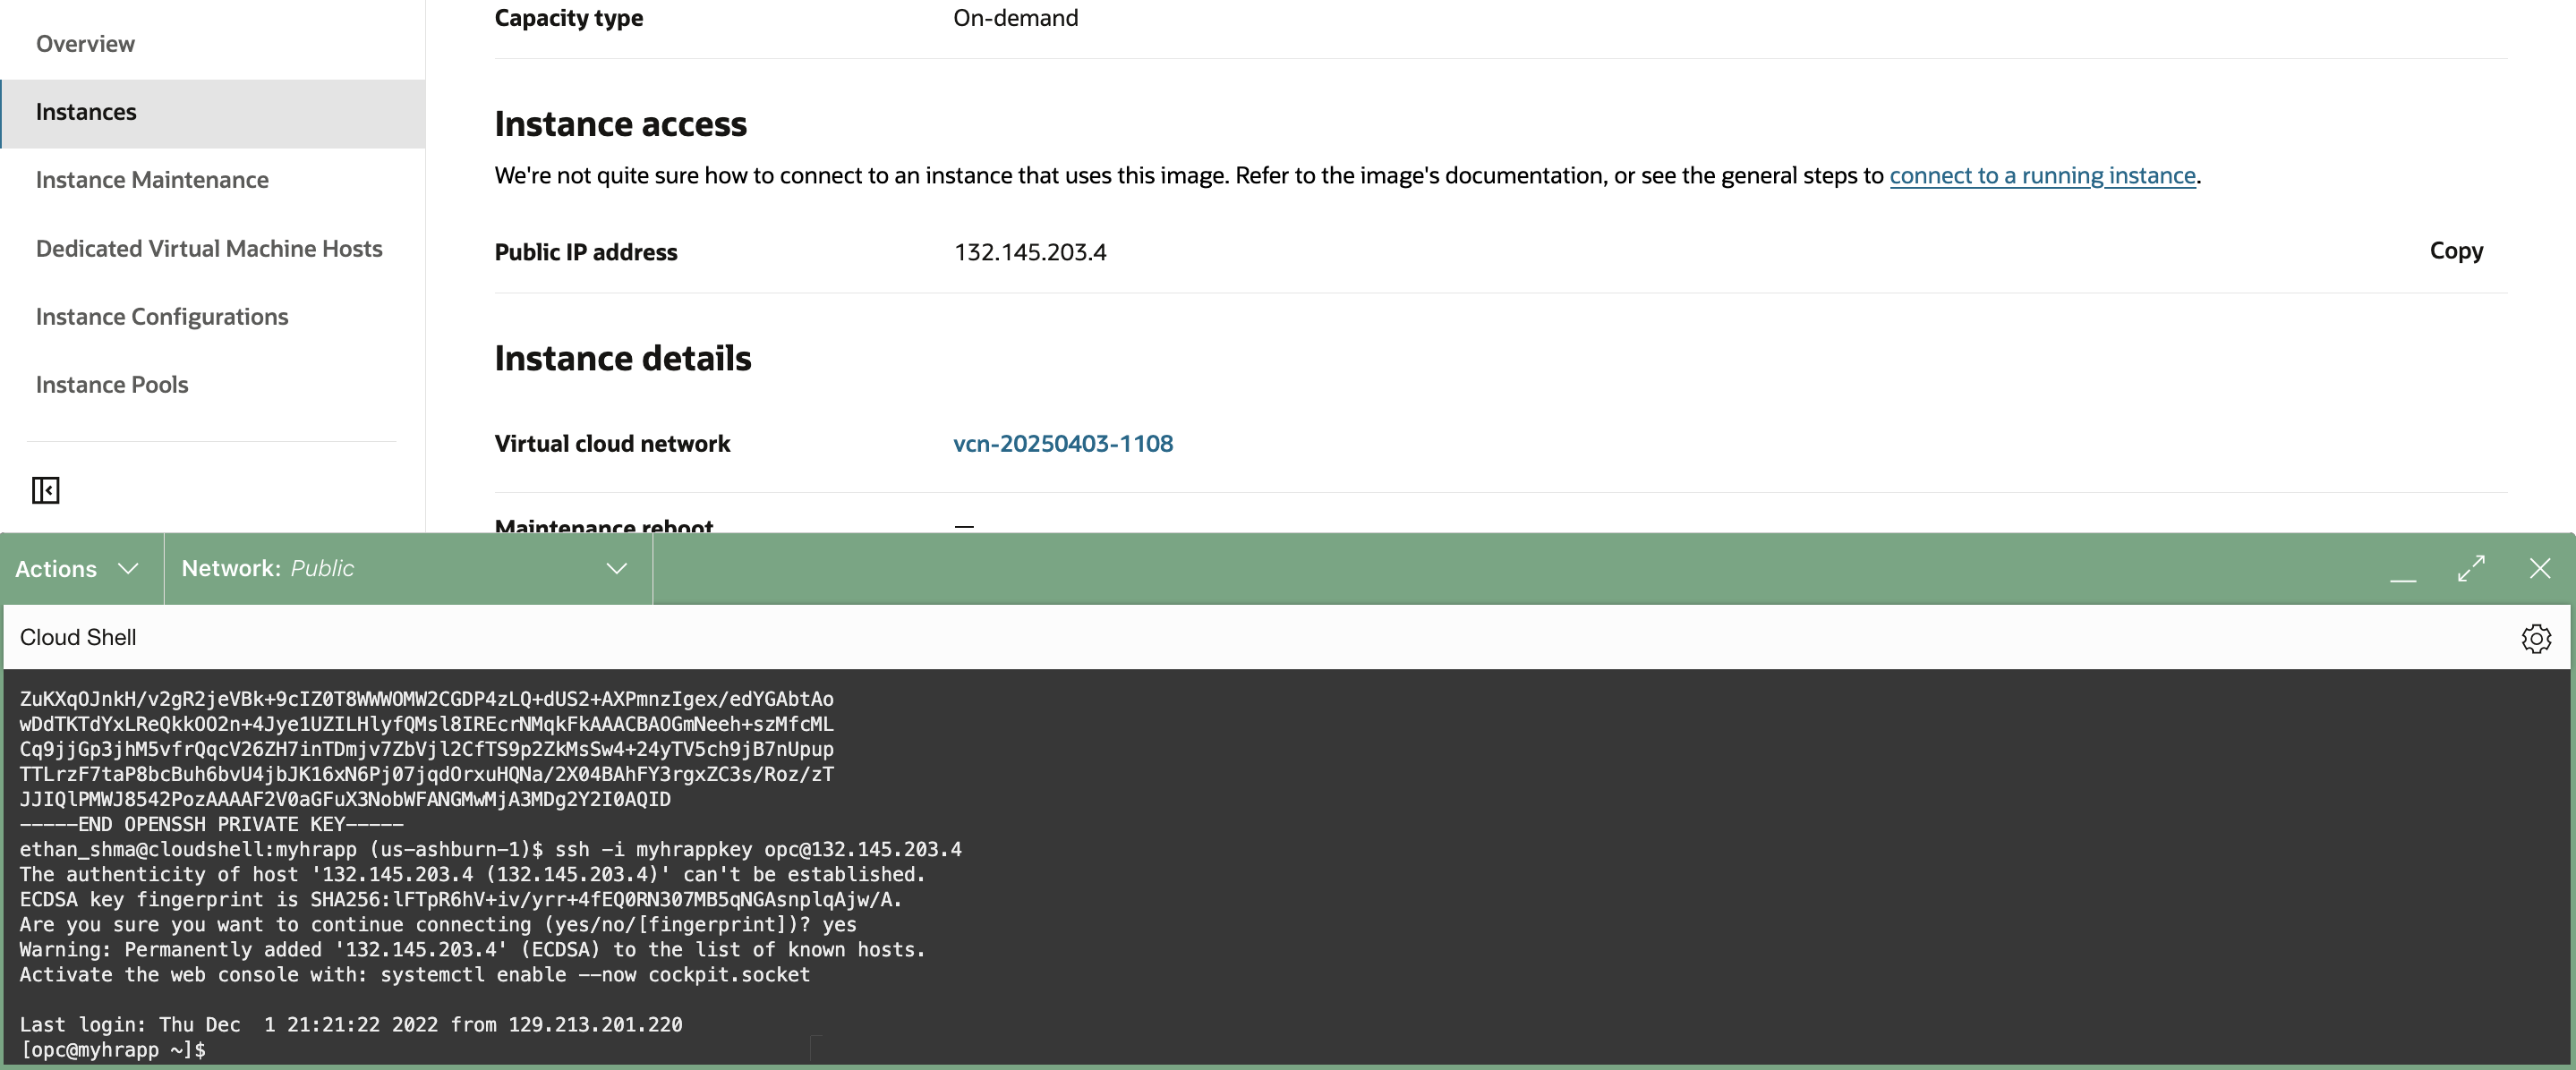 Overview
Instances
Instance Maintenance
Dedicated Virtual Machine Hosts
Instance Configurations
Instance Pools
Capacity type On-demand
Instance access
We're not quite sure how to connect to an instance that uses this image. Refer to the image's documentation, or see the general steps to connect to a running instance.
Public IP address 132.145.203.4 Copy
Instance details
Virtual cloud network vcn-20250403-1108
Maintenance reboot —
Actions Network: Public
Cloud Shell
ZuKXqOJnkH/v2gR2jeVBk+9cIZ0T8WWWOMW2CGDP4zLQ+dUS2+AXPmnzIgex/edYGAbtAo
wDdTKTdYxLReQkkOO2n+4Jye1UZILHlyfQMsl8IREcrNMqkFkAAACBAOGmNeeh+szMfcML
Cq9jjGp3jhM5vfrQqcV26ZH7inTDmjv7ZbVjl2CfTS9p2ZkMsSw4+24yTV5ch9jB7nUpup
TTLrzF7taP8bcBuh6bvU4jbJK16xN6Pj07jqdOrxuHQNa/2X04BAhFY3rgxZC3s/Roz/zT
JJIQlPMWJ8542PozAAAAF2V0aGFuX3NobWFANGMwMjA3MDg2Y2I0AQID
-----END OPENSSH PRIVATE KEY-----
ethan_shma@cloudshell:myhrapp (us-ashburn-1)$ ssh -i myhrappkey opc@132.145.203.4
The authenticity of host '132.145.203.4 (132.145.203.4)' can't be established.
ECDSA key fingerprint is SHA256:lFTpR6hV+iv/yrr+4fEQ0RN307MB5qNGAsnplqAjw/A.
Are you sure you want to continue connecting (yes/no/[fingerprint])? yes
Warning: Permanently added '132.145.203.4' (ECDSA) to the list of known hosts.
Activate the web console with: systemctl enable --now cockpit.socket
Last login: Thu Dec  1 21:21:22 2022 from 129.213.201.220
[opc@myhrapp ~]$